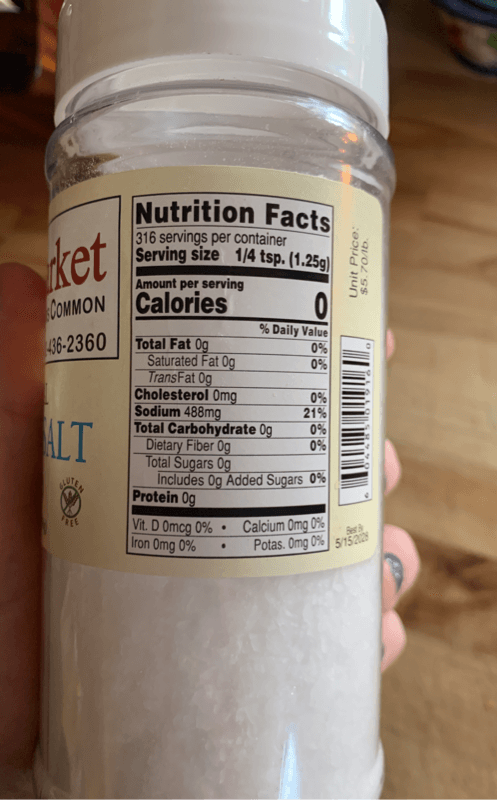 rket
COMMON
436-2360
ALT
GLUTEN
FREE
Nutrition Facts
316 servings per container
Serving size 1/4 tsp. (1.25g)
Amount per serving
Calories 0
% Daily Value
Total Fat 0g 0%
Saturated Fat 0g 0%
TransFat 0g
Cholesterol 0mg 0%
Sodium 488mg 21%
Total Carbohydrate 0g 0%
Dietary Fiber 0g 0%
Total Sugars 0g
Includes 0g Added Sugars 0%
Protein 0g
Vit. D 0mcg 0% • Calcium 0mg 0%
Iron 0mg 0% • Potas. 0mg 0%
Unit Price:
$5.70/lb.
Best By
5/15/2028